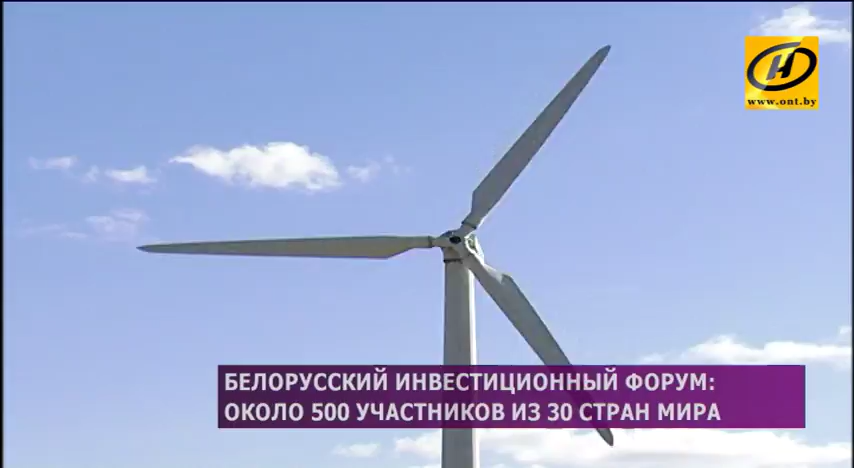 www.ont.by
БЕЛОРУССКИЙ ИНВЕСТИЦИОННЫЙ ФОРУМ:
ОКОЛО 500 УЧАСТНИКОВ ИЗ 30 СТРАН МИРА